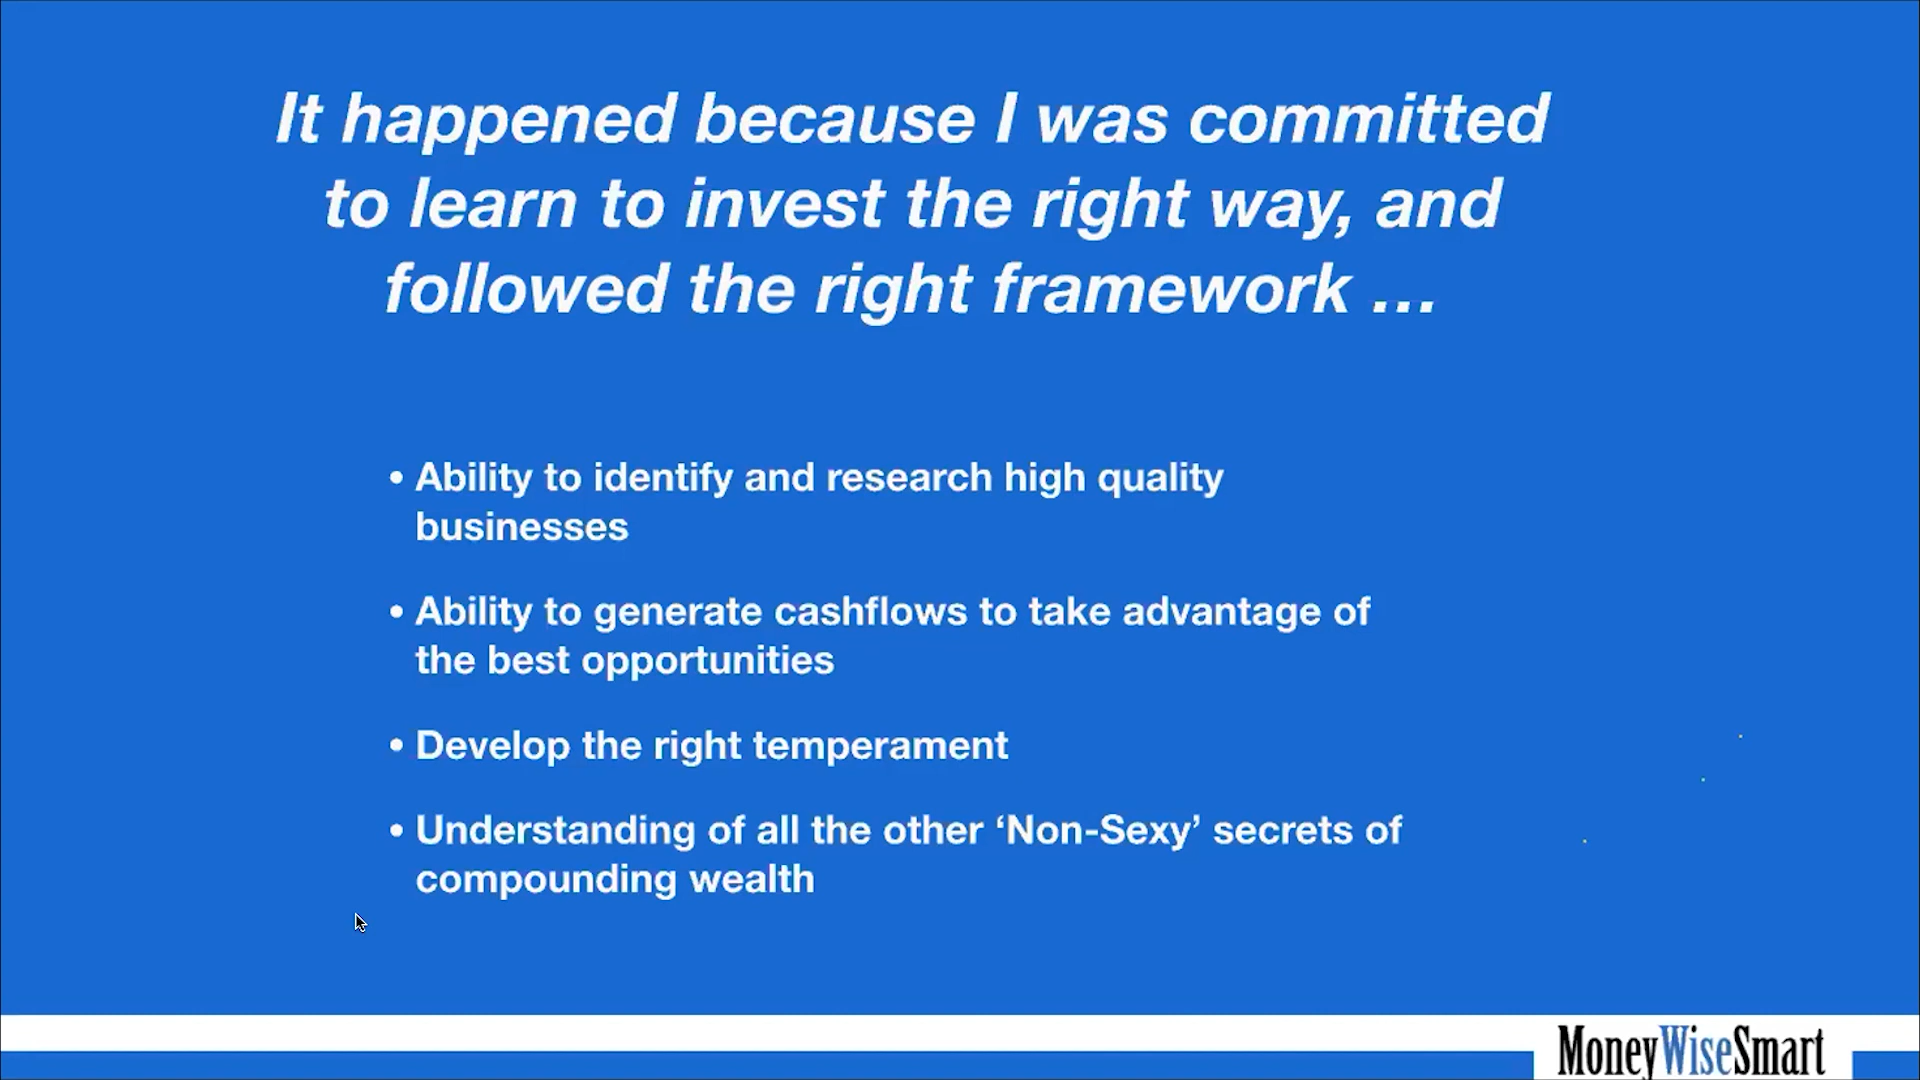 It happened because I was committed
to learn to invest the right way, and
followed the right framework ...
• Ability to identify and research high quality
businesses
• Ability to generate cashflows to take advantage of
the best opportunities
• Develop the right temperament
• Understanding of all the other ‘Non-Sexy’ secrets of
compounding wealth
MoneyWiseSmart